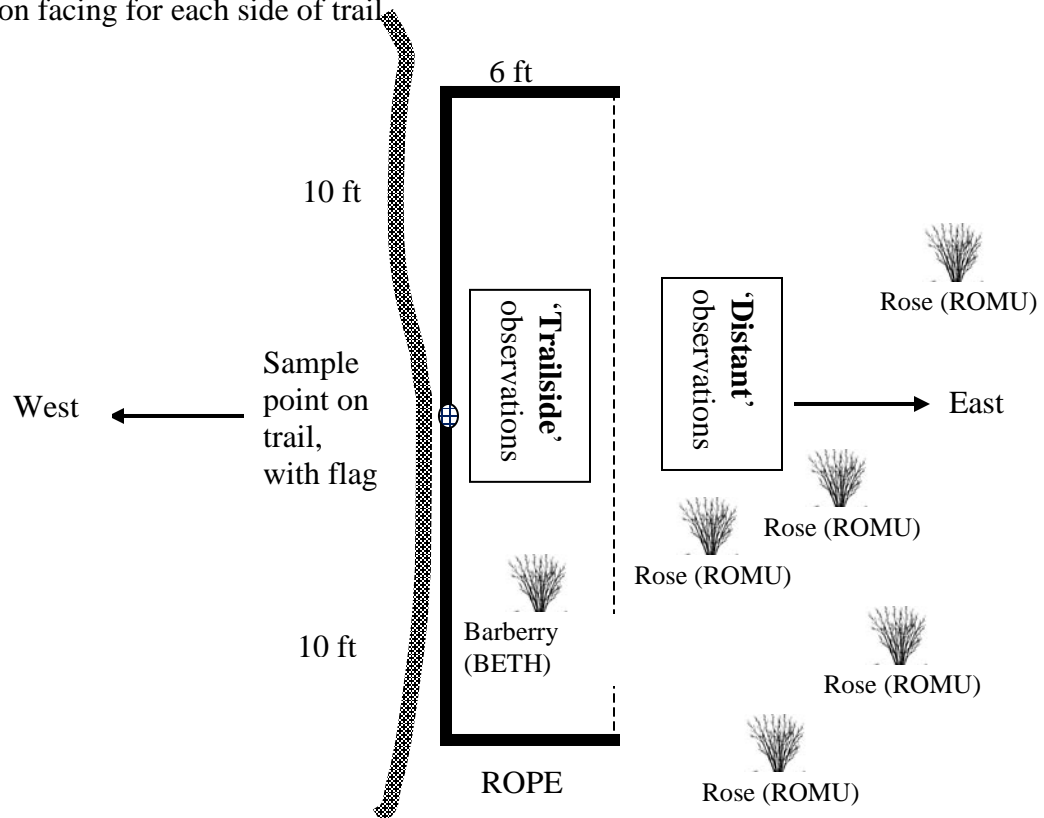 on facing for each side of trail
6 ft
10 ft
Rose (ROMU)
‘Trailside’
observations
‘Distant’
observations
West
Sample
point on
trail,
with flag
East
Rose (ROMU)
Rose (ROMU)
Barberry
(BETH)
10 ft
Rose (ROMU)
ROPE
Rose (ROMU)